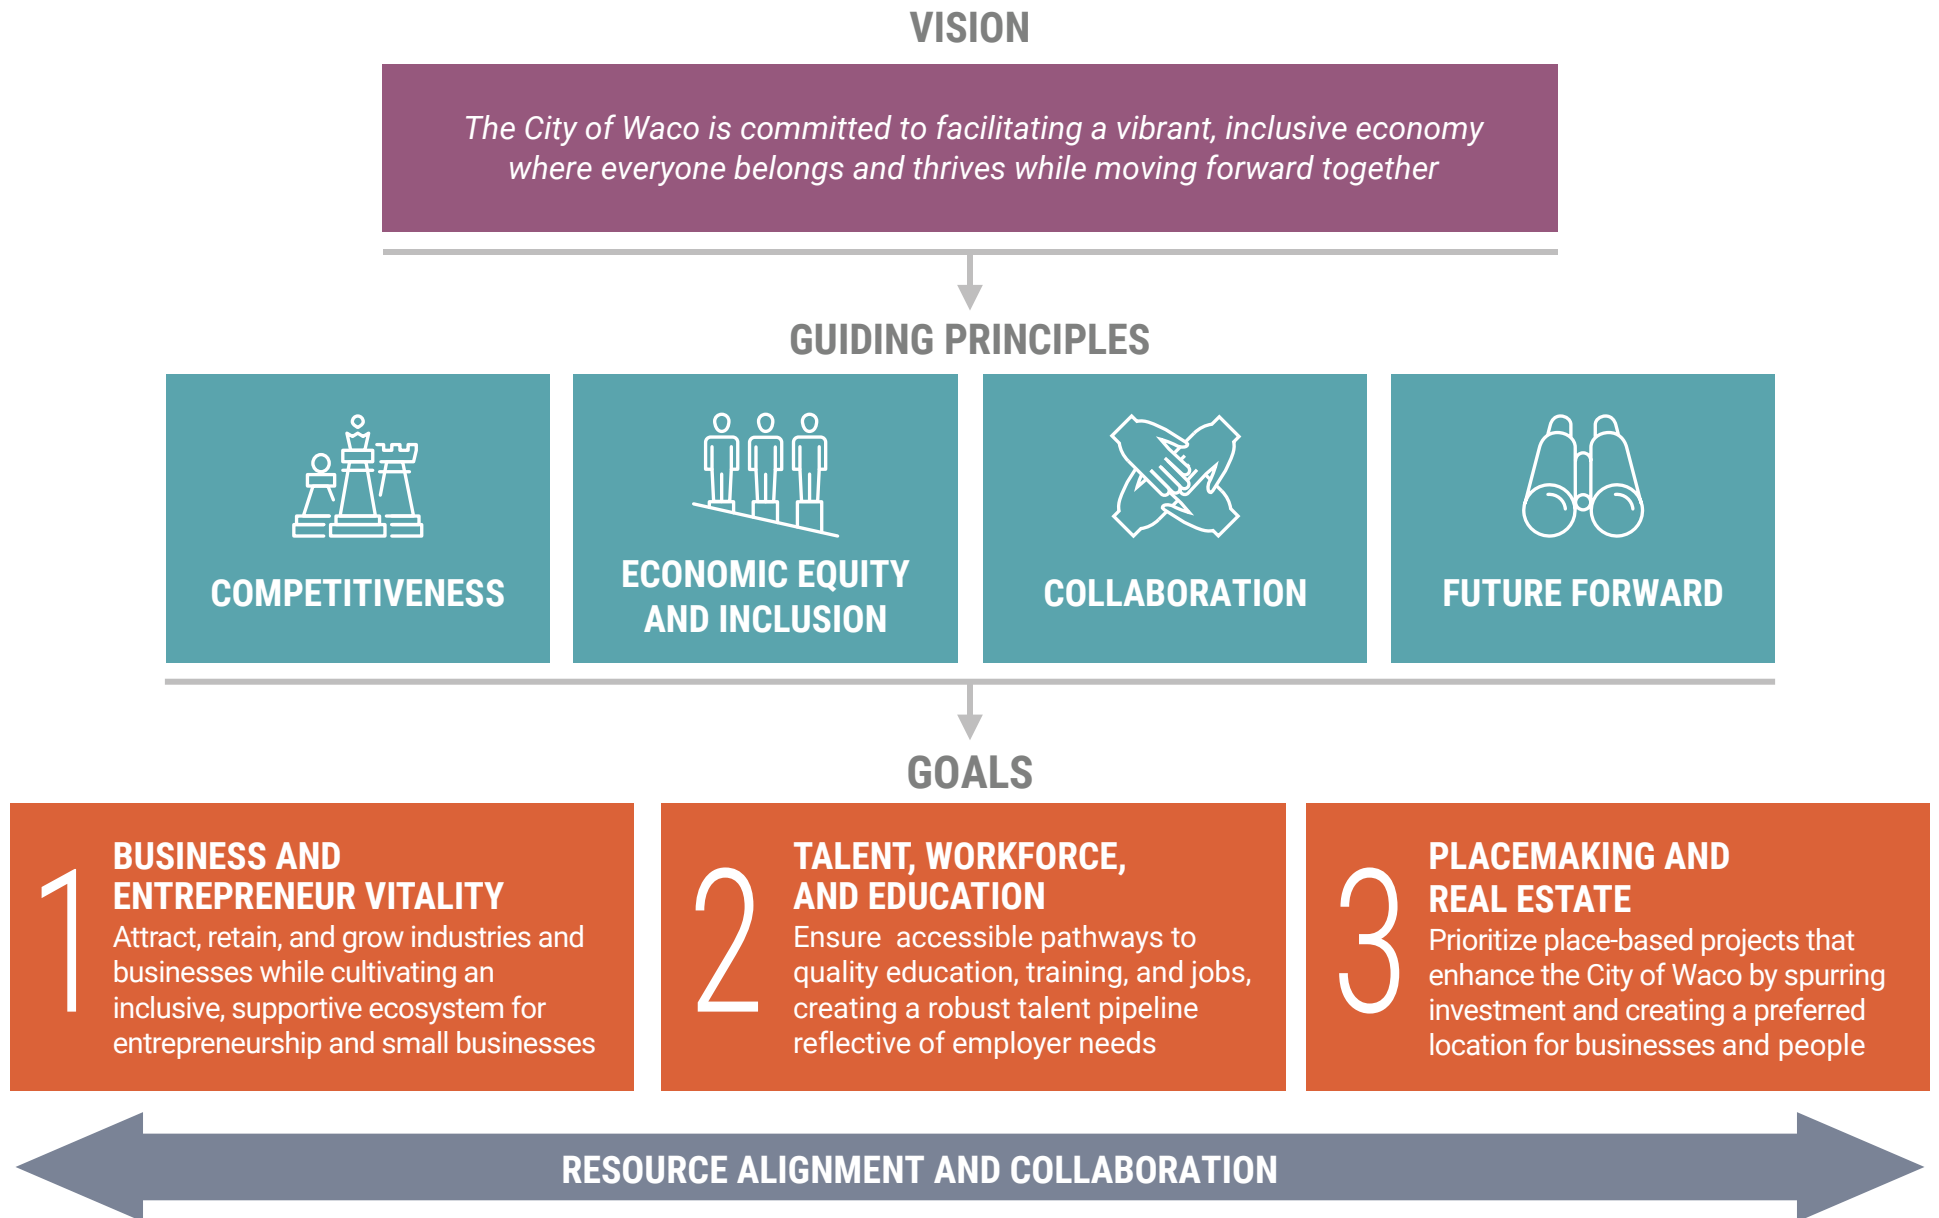 VISION
The City of Waco is committed to facilitating a vibrant, inclusive economy
where everyone belongs and thrives while moving forward together
GUIDING PRINCIPLES
COMPETITIVENESS
ECONOMIC EQUITY
AND INCLUSION
COLLABORATION
FUTURE FORWARD
GOALS
1
BUSINESS AND
ENTREPRENEUR VITALITY
Attract, retain, and grow industries and
businesses while cultivating an
inclusive, supportive ecosystem for
entrepreneurship and small businesses
2
TALENT, WORKFORCE,
AND EDUCATION
Ensure accessible pathways to
quality education, training, and jobs,
creating a robust talent pipeline
reflective of employer needs
3
PLACEMAKING AND
REAL ESTATE
Prioritize place-based projects that
enhance the City of Waco by spurring
investment and creating a preferred
location for businesses and people
RESOURCE ALIGNMENT AND COLLABORATION